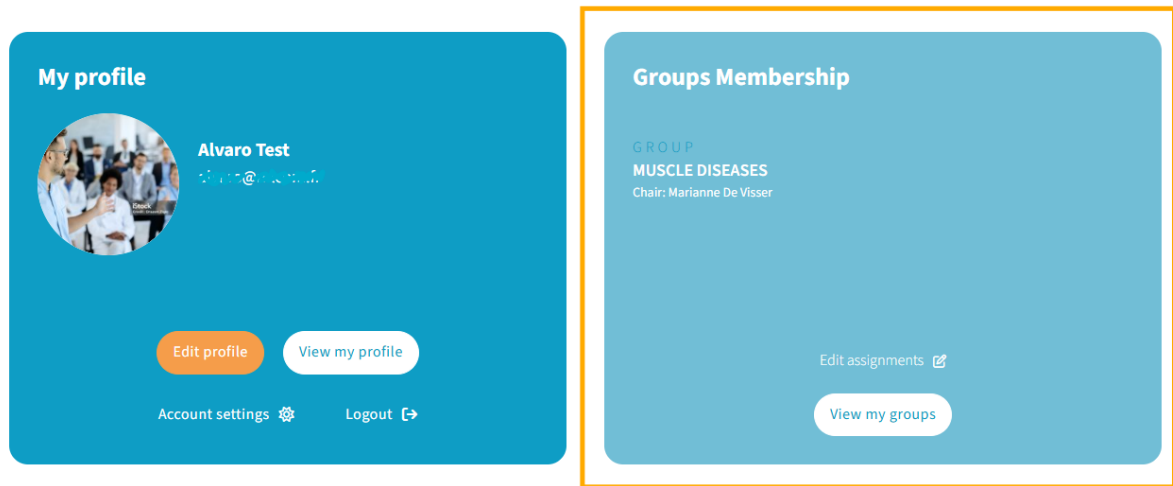 My profile
Alvaro Test
iStock
Edit profile
View my profile
Account settings
Logout
Groups Membership
GROUP
MUSCLE DISEASES
Chair: Marianne De Visser
Edit assignments
View my groups